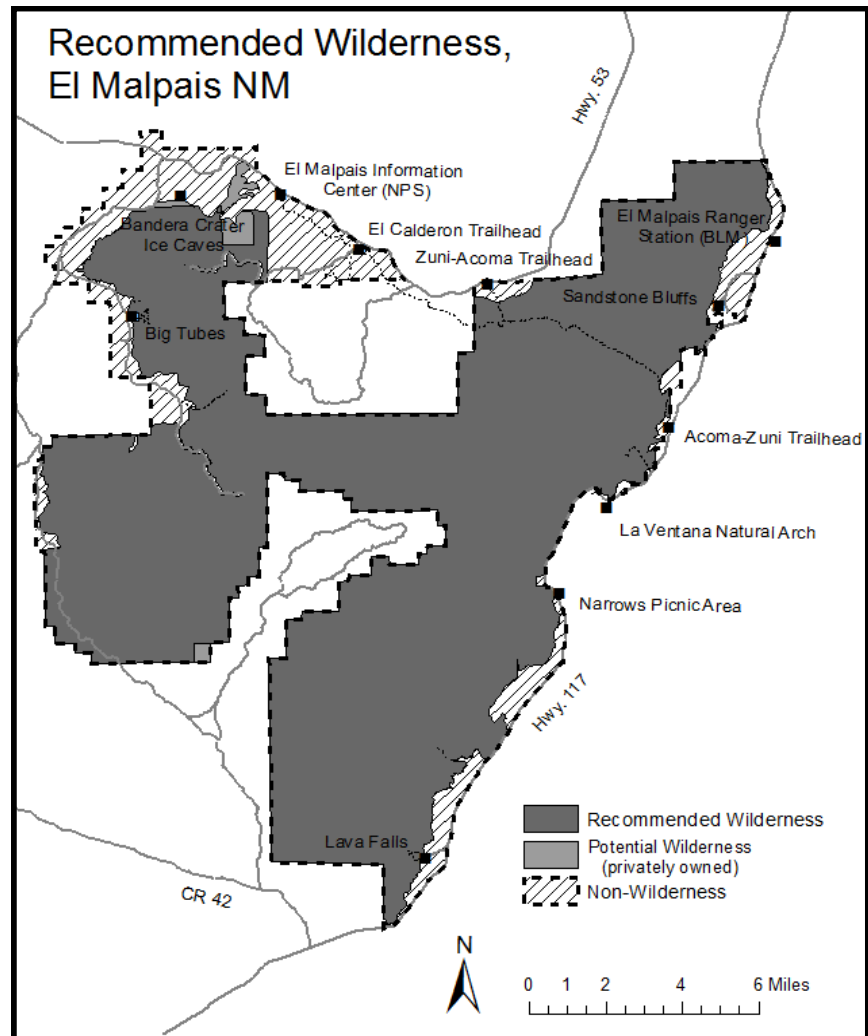 Recommended Wilderness,
El Malpais NM
Hwy. 53
El Malpais Information
Center (NPS)
El Calderon Trailhead
Zuni-Acoma Trailhead
Bandera Crater
Ice Caves
El Malpais Ranger
Station (BLM)
Sandstone Bluffs
Big Tubes
Acoma-Zuni Trailhead
La Ventana Natural Arch
Narrows Picnic Area
Hwy. 117
Lava Falls
CR 42
Recommended Wilderness
Potential Wilderness
(privately owned)
Non-Wilderness
N
0 1 2 4 6 Miles